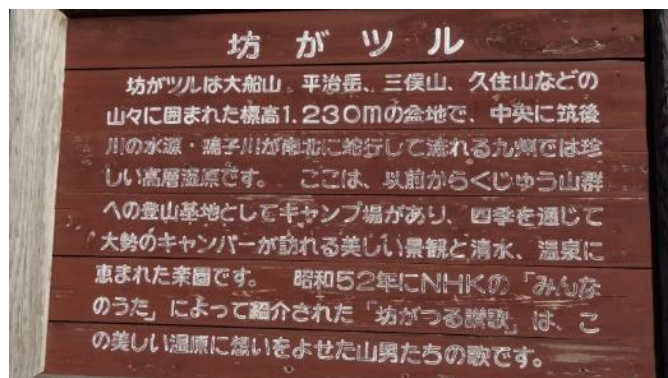 坊がツル
坊がツルは大船山、平治岳、三俣山、久住山などの
山々に囲まれた標高1.230mの盆地で、中央に筑後
川の水源・鳴子川が南北に蛇行して流れる九州では珍
しい高層湿原です。 ここは、以前からくじゅう山群
への登山基地としてキャンプ場があり、四季を通じて
大勢のキャンパーが訪れる美しい景観と清水、温泉に
恵まれた楽園です。 昭和52年にNHKの「みんな
のうた」によって紹介された「坊がつる讃歌」は、こ
の美しい湿原に想いをよせた山男たちの歌です。